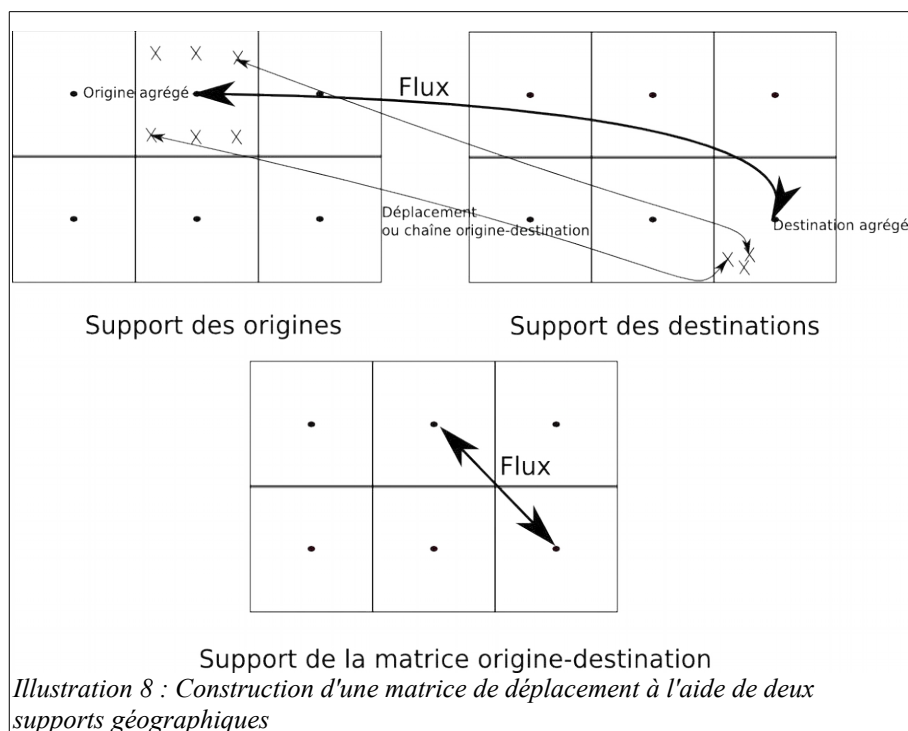 Origine agrégé
Flux
Déplacement
ou chaîne origine-destination
Destination agrégé
Support des origines
Support des destinations
Flux
Support de la matrice origine-destination
Illustration 8 : Construction d'une matrice de déplacement à l'aide de deux
supports géographiques